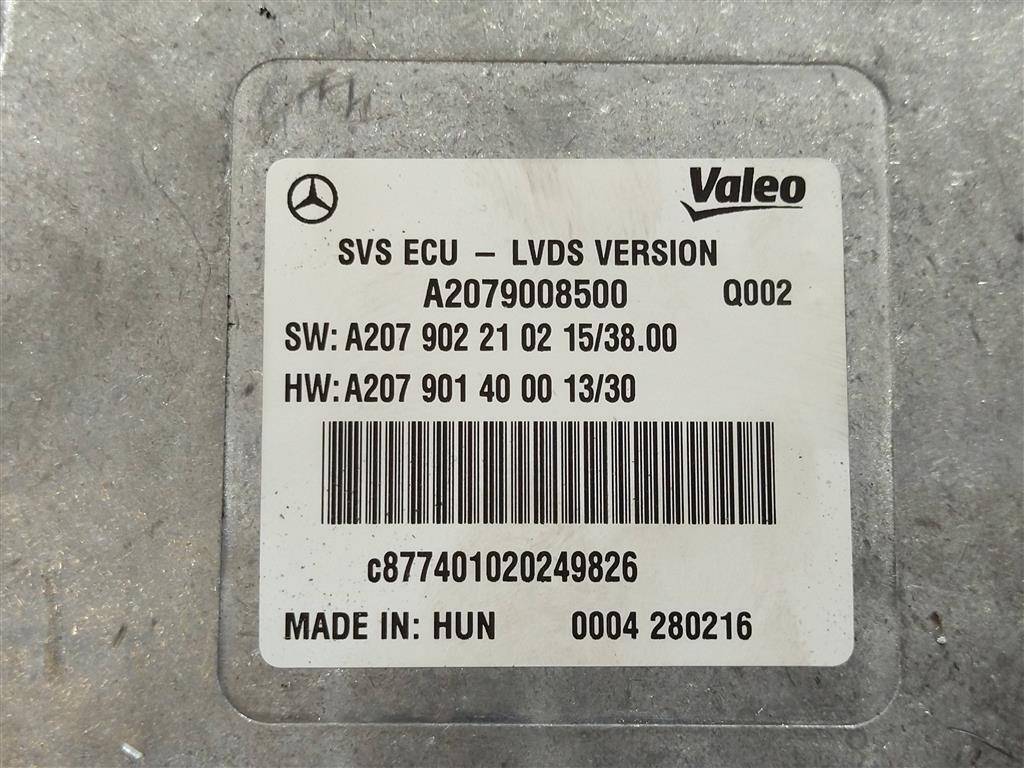 Valeo
SVS ECU – LVDS VERSION
A2079008500 Q002
SW: A207 902 21 02 15/38.00
HW: A207 901 40 00 13/30
c877401020249826
MADE IN: HUN 0004 280216